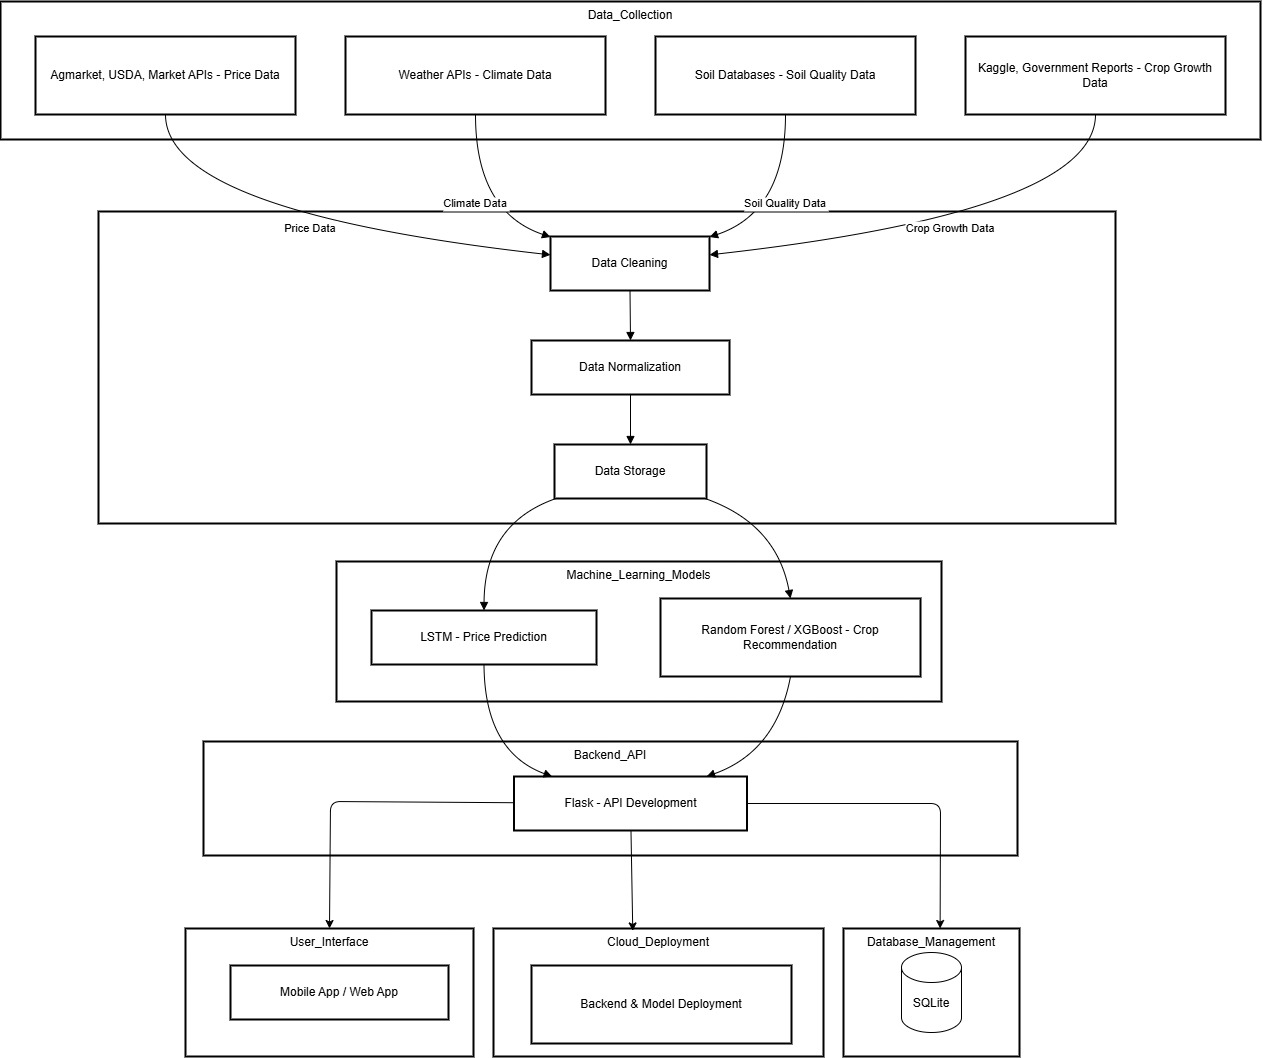 Data_Collection
Agmarket, USDA, Market APIs - Price Data
Weather APIs - Climate Data
Soil Databases - Soil Quality Data
Kaggle, Government Reports - Crop Growth
Data
Climate Data
Soil Quality Data
Price Data
Crop Growth Data
Data Cleaning
Data Normalization
Data Storage
Machine_Learning_Models
LSTM - Price Prediction
Random Forest / XGBoost - Crop
Recommendation
Backend_API
Flask - API Development
User_Interface
Mobile App / Web App
Cloud_Deployment
Backend & Model Deployment
Database_Management
SQLite